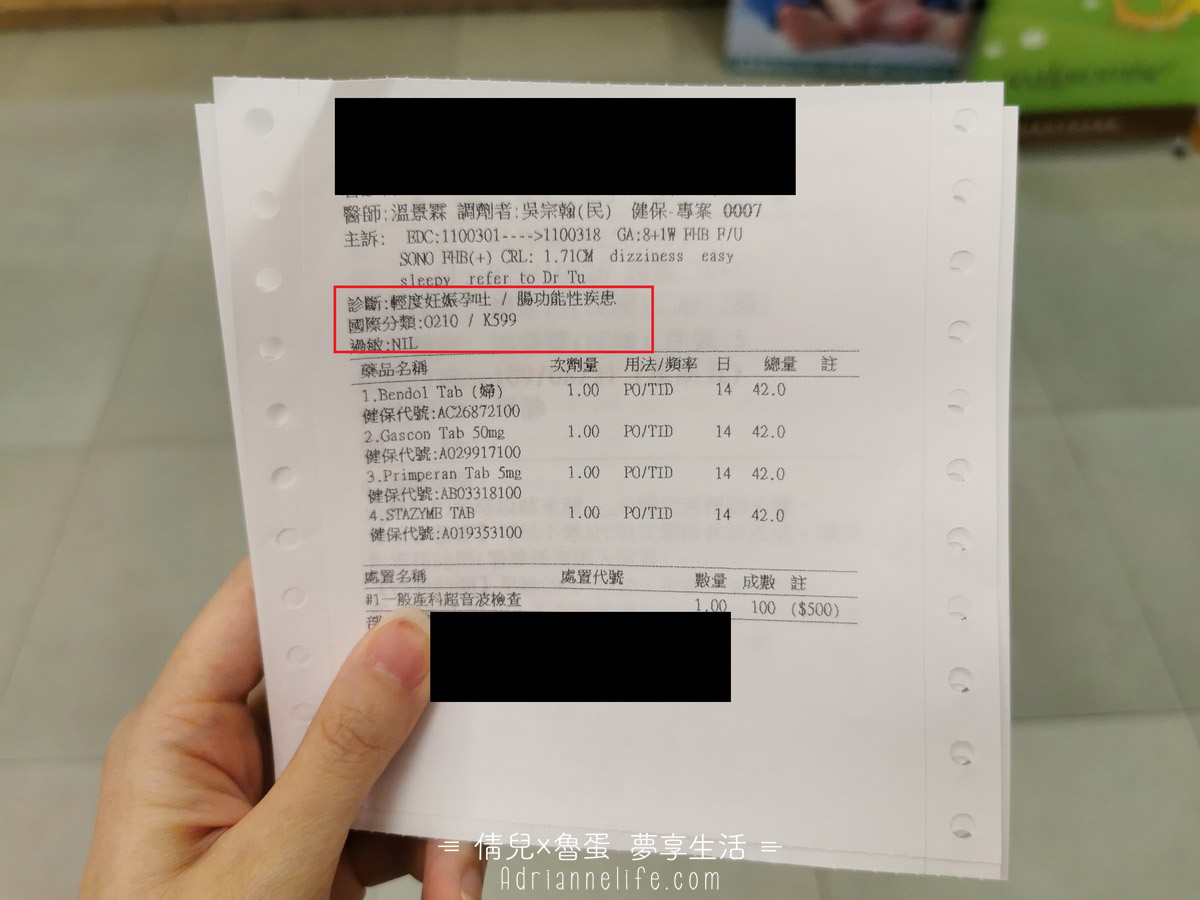 醫師:溫景霖 調劑者:吳宗翰(民) 健保-專案 0007
主訴: EDC:1100301---->1100318 GA:8+1W FHB F/U
SONO FHB(+) CRL: 1.71CM dizziness easy
sleepy refer to Dr Tu
診斷:輕度妊娠孕吐 / 腸功能性疾患
國際分類:O210 / K599
過敏:NIL
藥品名稱 次劑量 用法/頻率 日 總量 註
1.Bendol Tab (婦) 1.00 PO/TID 14 42.0
健保代號:AC26872100
2.Gascon Tab 50mg 1.00 PO/TID 14 42.0
健保代號:A029917100
3.Primperan Tab 5mg 1.00 PO/TID 14 42.0
健保代號:AB03318100
4.STAZYME TAB 1.00 PO/TID 14 42.0
健保代號:A019353100
處置名稱 處置代號 數量 成數 註
#1一般產科超音波檢查 1.00 100 ($500)
部
= 倩兒x魯蛋 夢享生活 =
Adriannelife.com